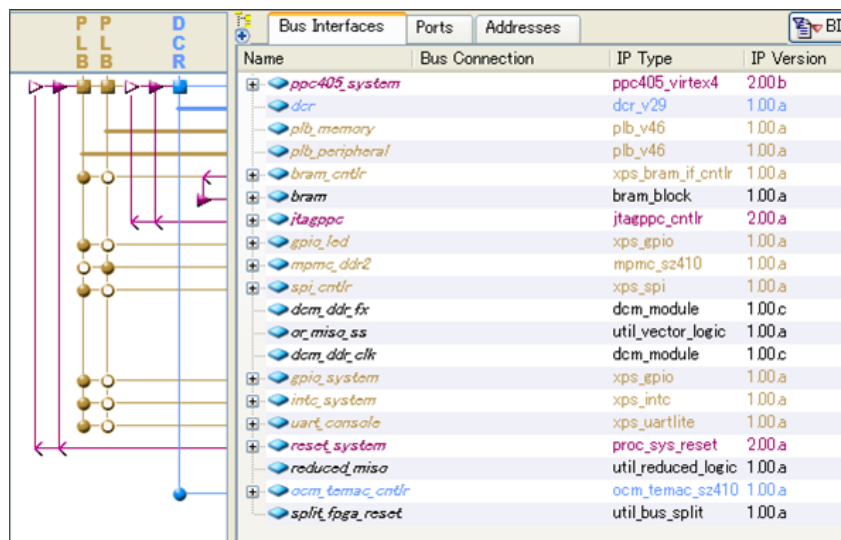 PLB PLB DCR
Bus Interfaces Ports Addresses BI
Name Bus Connection IP Type IP Version
ppc405_system ppc405_virtex4 2.00.b
dcr dcr_v29 1.00.a
plb_memory plb_v46 1.00.a
plb_peripheral plb_v46 1.00.a
bram_cntlr xps_bram_if_cntlr 1.00.a
bram bram_block 1.00.a
jtagppc jtagppc_cntlr 2.00.a
gpio_led xps_gpio 1.00.a
mpmc_ddr2 mpmc_sz410 1.00.a
spi_cntlr xps_spi 1.00.a
dcm_ddr_fx dcm_module 1.00.c
or_miso_ss util_vector_logic 1.00.a
dcm_ddr_clk dcm_module 1.00.c
gpio_system xps_gpio 1.00.a
intc_system xps_intc 1.00.a
uart_console xps_uartlite 1.00.a
reset_system proc_sys_reset 2.00.a
reduced_miso util_reduced_logic 1.00.a
ocm_temac_cntlr ocm_temac_sz410 1.00.a
split_fpga_reset util_bus_split 1.00.a